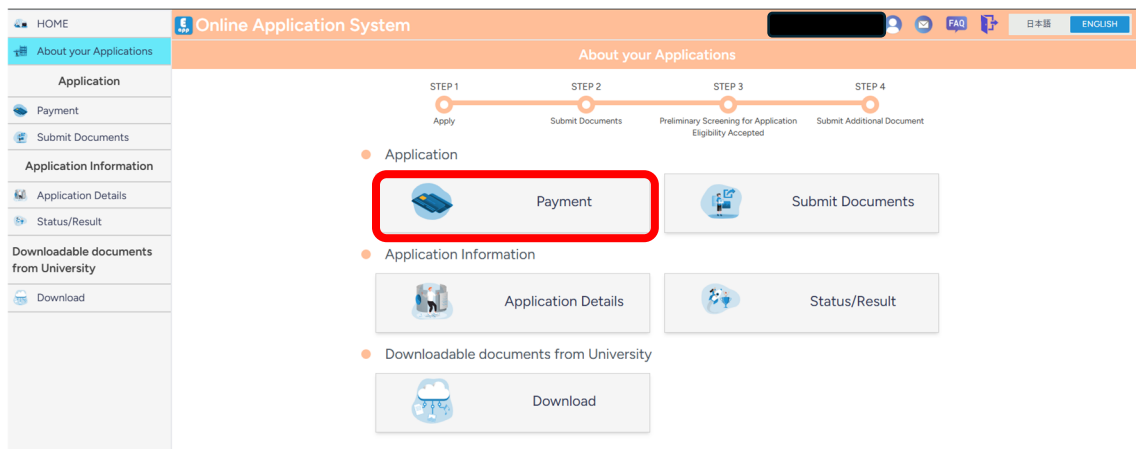 HOME
About your Applications
Application
Payment
Submit Documents
Application Information
Application Details
Status/Result
Downloadable documents
from University
Download
E
app
Online Application System
FAQ
日本語
ENGLISH
About your Applications
STEP 1
STEP 2
STEP 3
STEP 4
Apply
Submit Documents
Preliminary Screening for Application
Eligibility Accepted
Submit Additional Document
Application
Payment
Submit Documents
Application Information
Application Details
Status/Result
Downloadable documents from University
Download